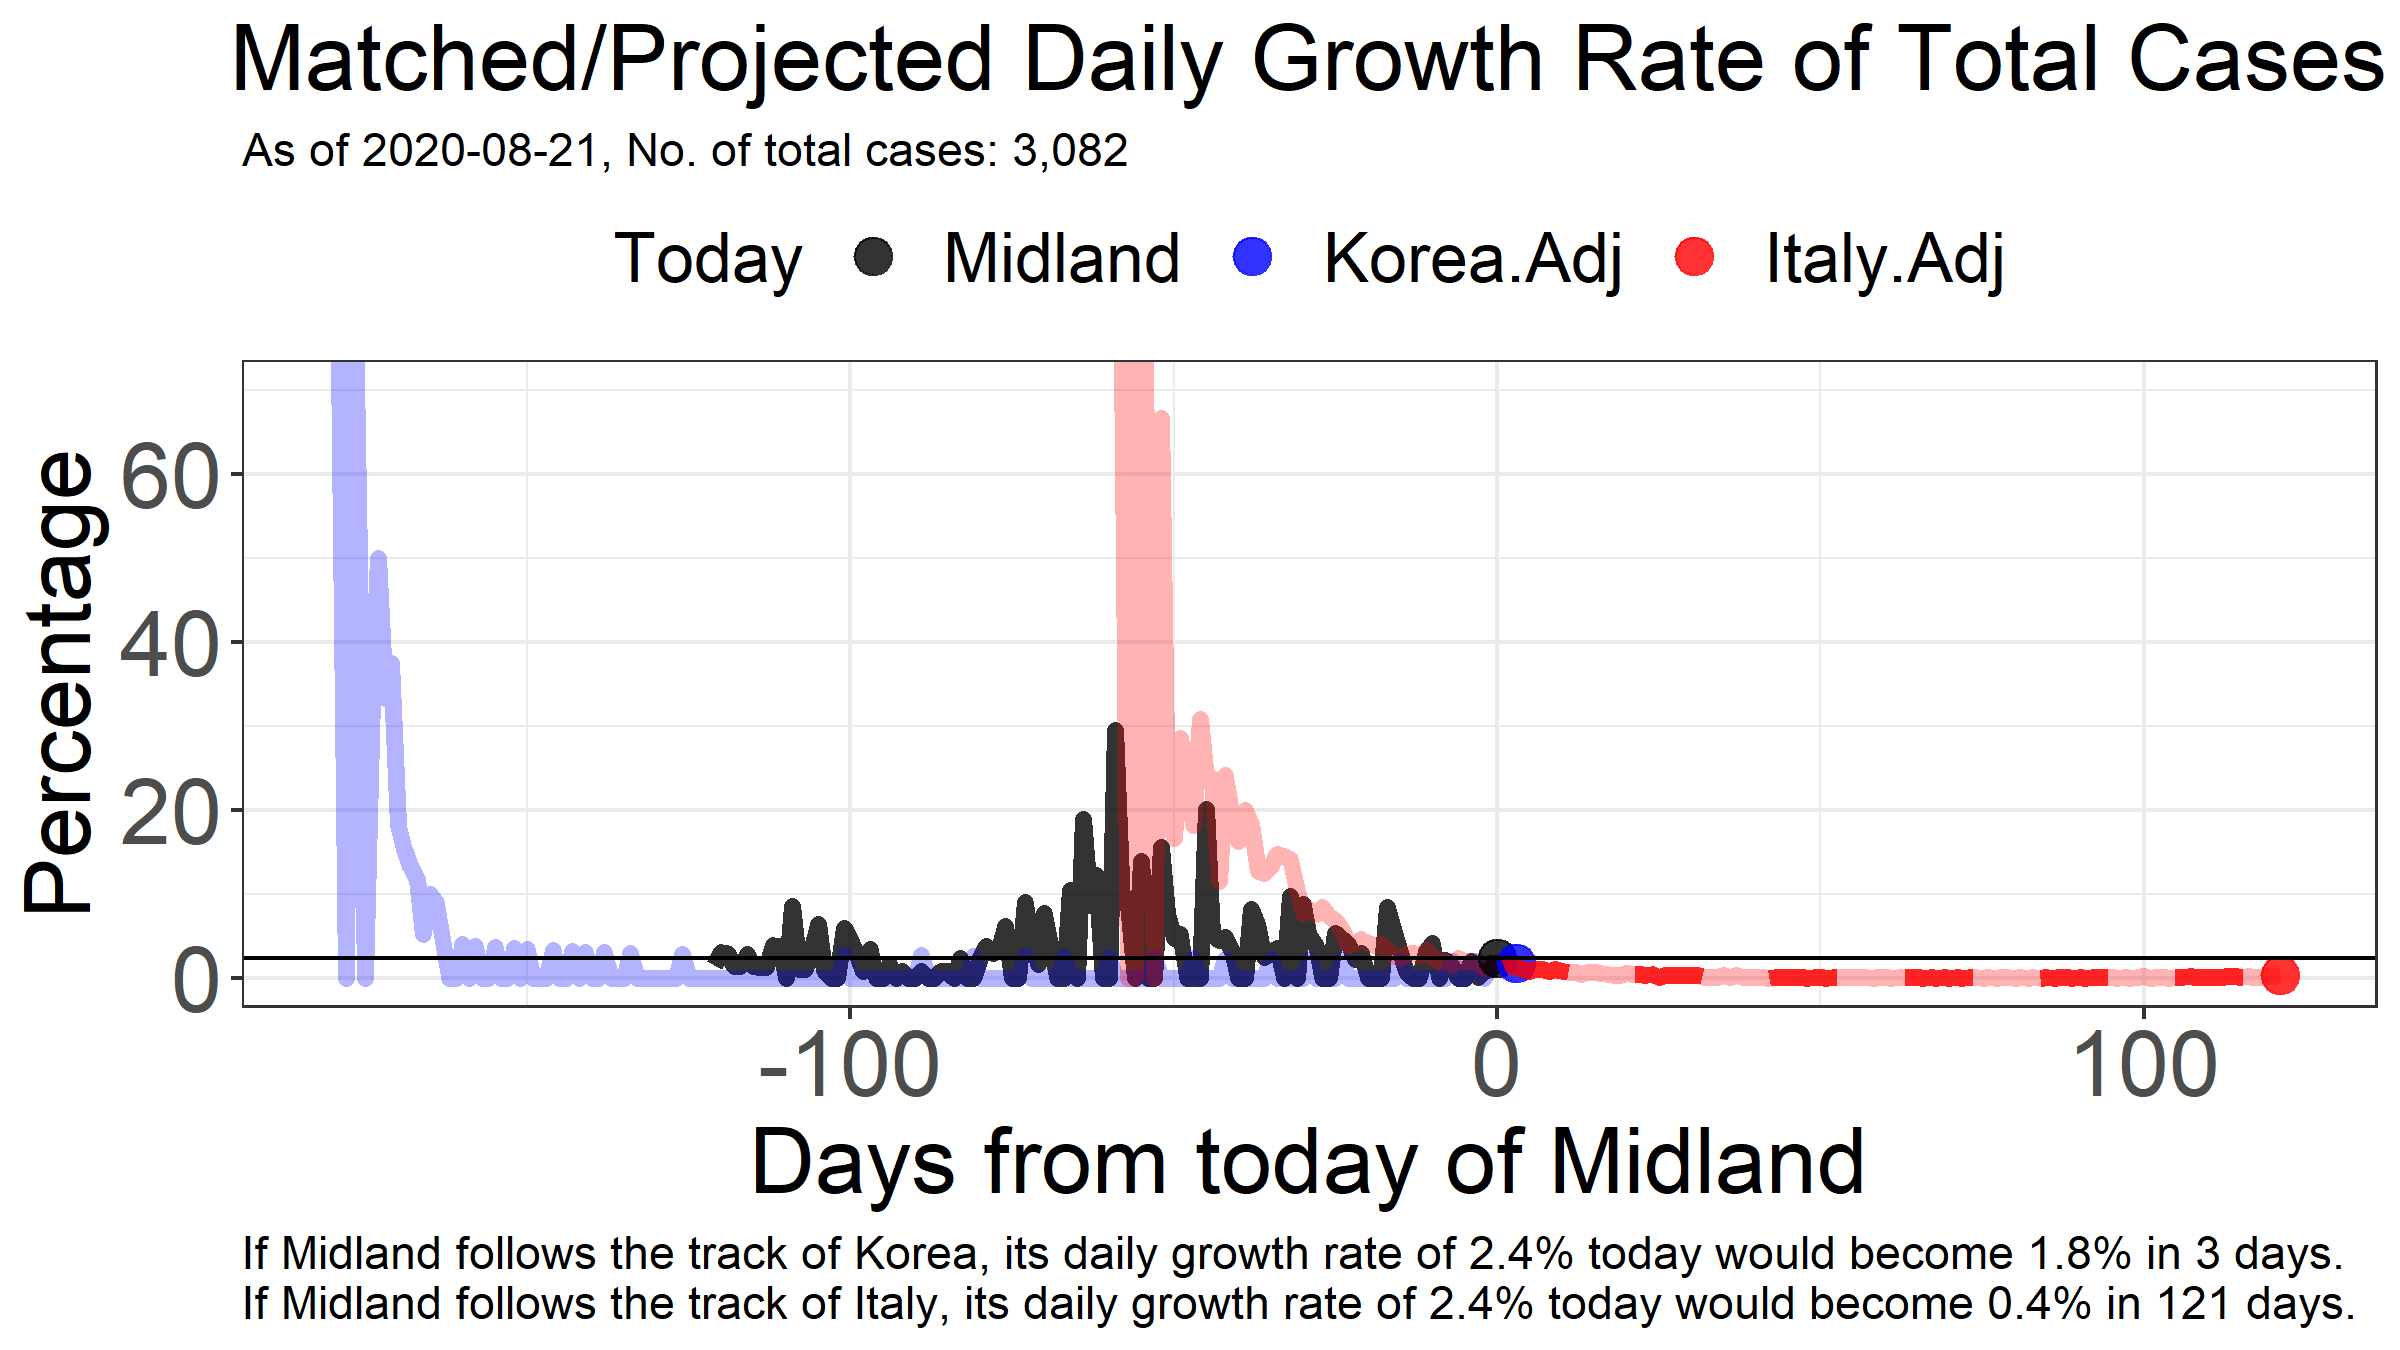 Matched/Projected Daily Growth Rate of Total Cases
As of 2020-08-21, No. of total cases: 3,082
Today Midland Korea.Adj Italy.Adj
Percentage
60
40
20
0
-100 0 100
Days from today of Midland
If Midland follows the track of Korea, its daily growth rate of 2.4% today would become 1.8% in 3 days.
If Midland follows the track of Italy, its daily growth rate of 2.4% today would become 0.4% in 121 days.